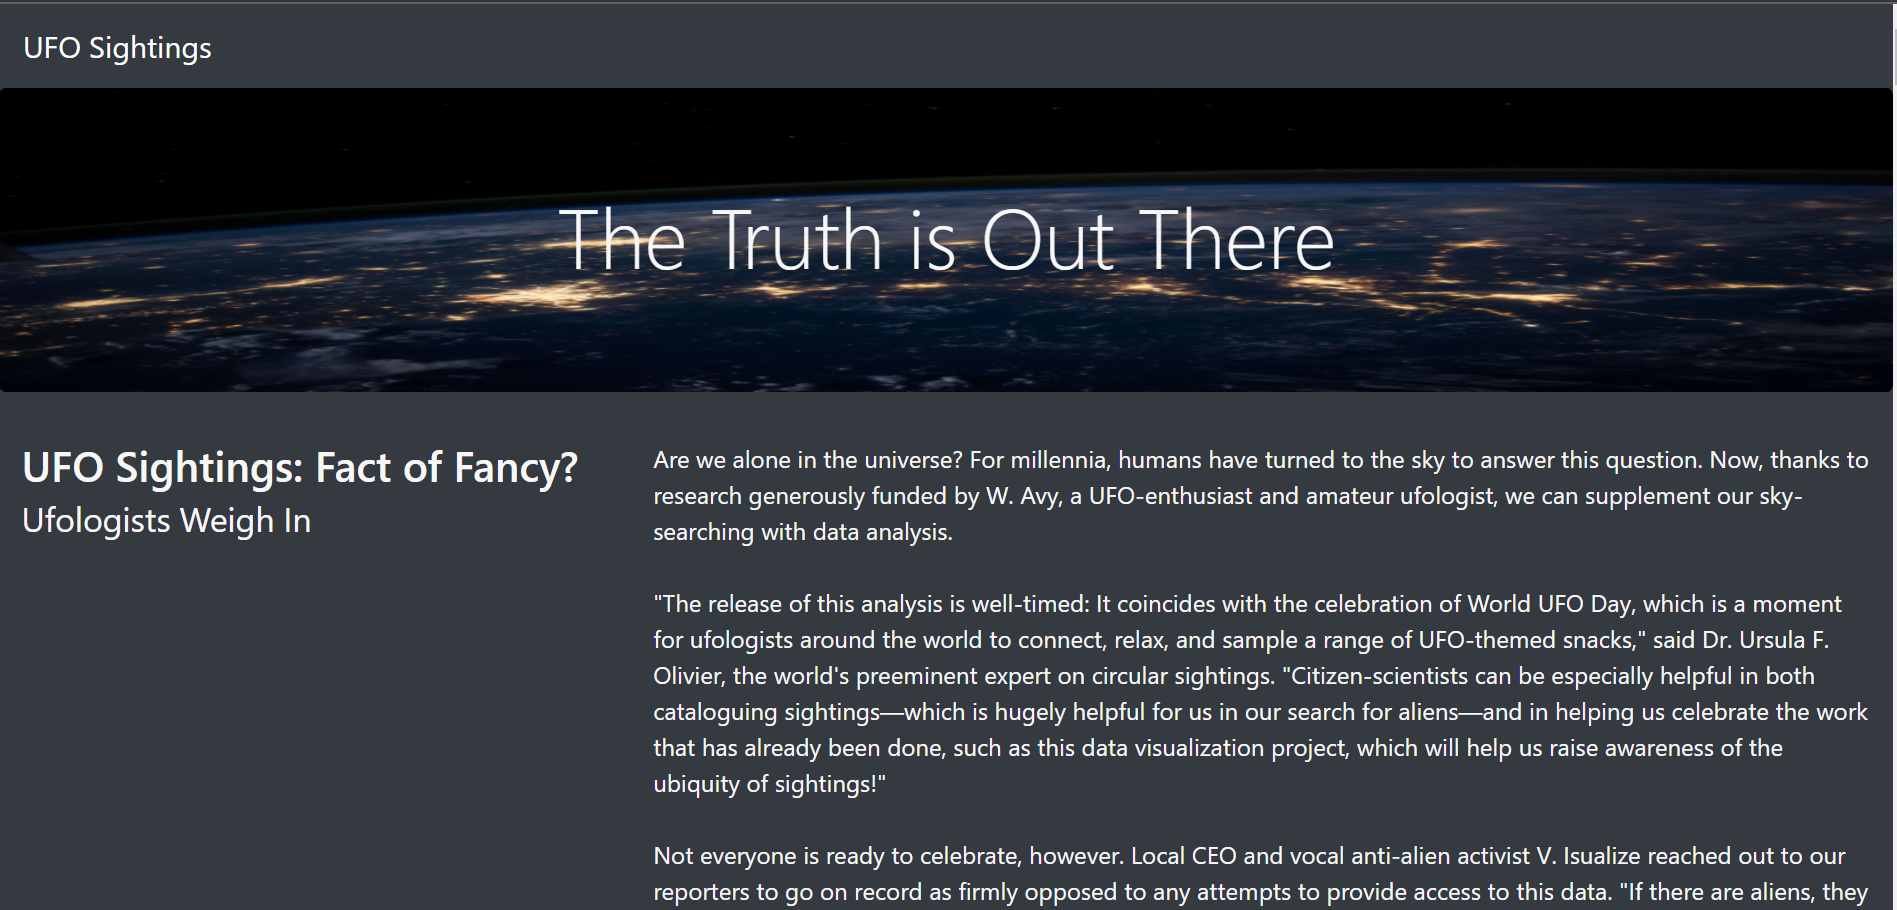 UFO Sightings
The Truth is Out There
UFO Sightings: Fact of Fancy?
Ufologists Weigh In
Are we alone in the universe? For millennia, humans have turned to the sky to answer this question. Now, thanks to
research generously funded by W. Avy, a UFO-enthusiast and amateur ufologist, we can supplement our sky-
searching with data analysis.
"The release of this analysis is well-timed: It coincides with the celebration of World UFO Day, which is a moment
for ufologists around the world to connect, relax, and sample a range of UFO-themed snacks," said Dr. Ursula F.
Olivier, the world's preeminent expert on circular sightings. "Citizen-scientists can be especially helpful in both
cataloguing sightings—which is hugely helpful for us in our search for aliens—and in helping us celebrate the work
that has already been done, such as this data visualization project, which will help us raise awareness of the
ubiquity of sightings!"
Not everyone is ready to celebrate, however. Local CEO and vocal anti-alien activist V. Isualize reached out to our
reporters to go on record as firmly opposed to any attempts to provide access to this data. "If there are aliens, they